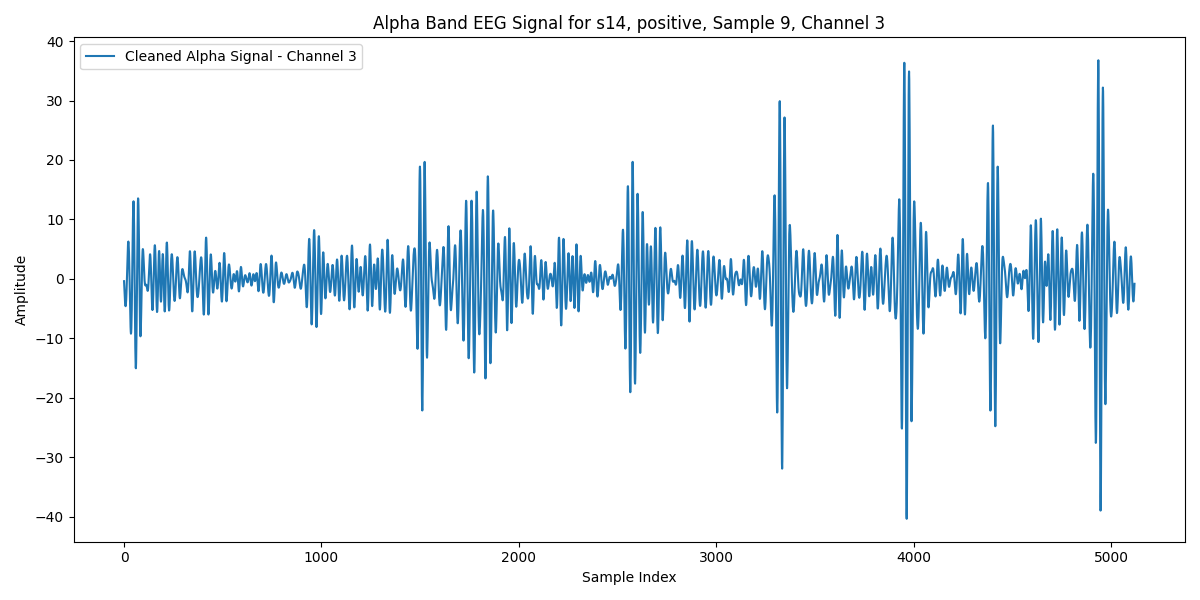 Alpha Band EEG Signal for s14, positive, Sample 9, Channel 3
Cleaned Alpha Signal - Channel 3
Amplitude
40
30
20
10
0
−10
−20
−30
−40
0 1000 2000 3000 4000 5000
Sample Index